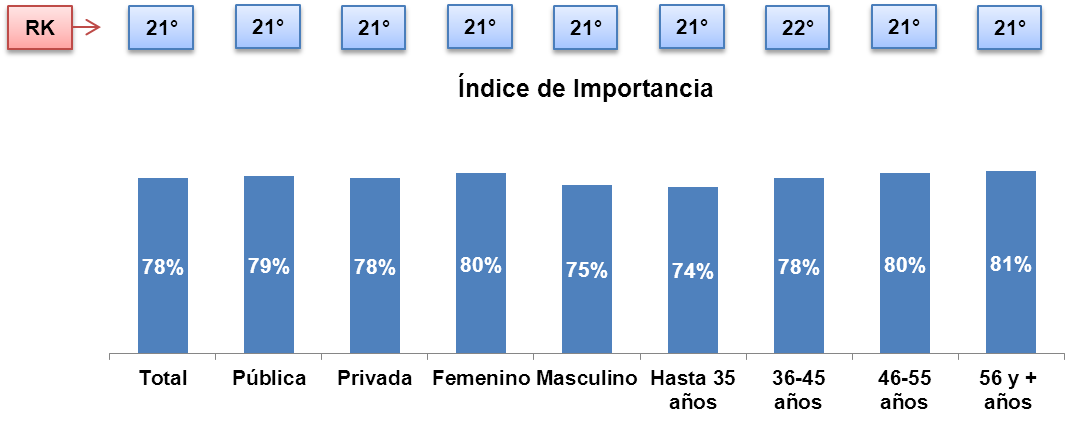 RK 21° 21° 21° 21° 21° 21° 22° 21° 21°
Índice de Importancia
78% 79% 78% 80% 75% 74% 78% 80% 81%
Total Pública Privada Femenino Masculino Hasta 35 36-45 46-55 56 y +
años años años años